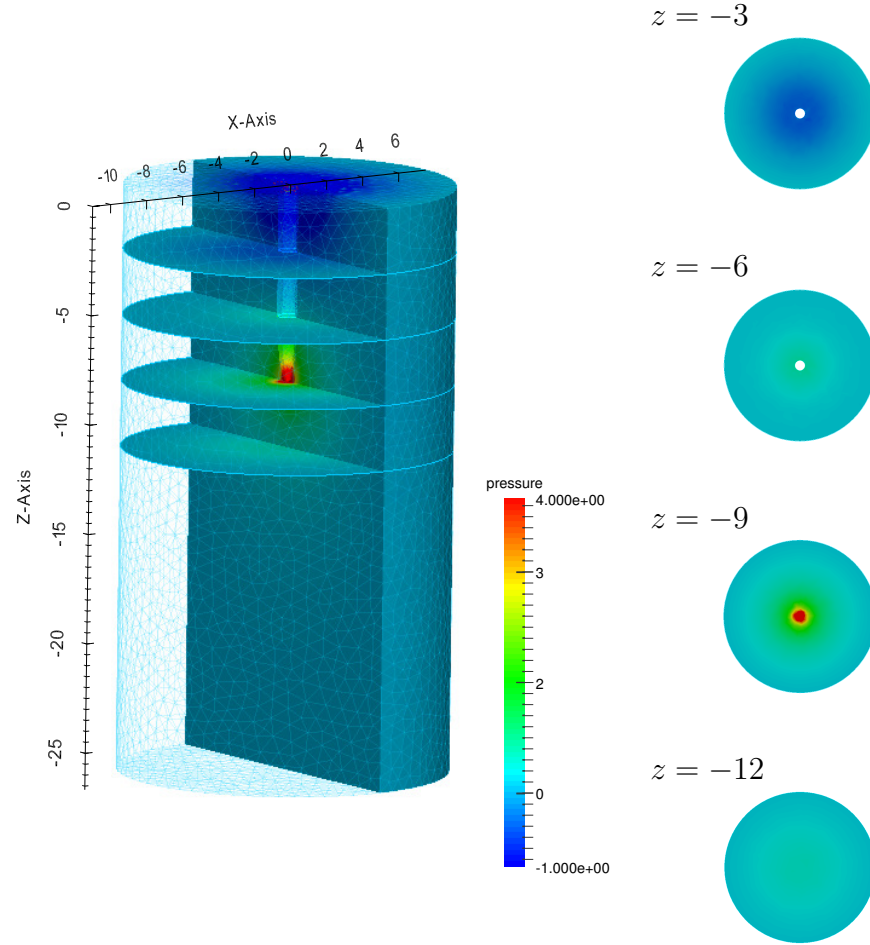 X-Axis
-10 -8 -6 -4 -2 0 2 4 6
0
-5
-10
-15
-20
-25
Z-Axis
pressure
4.000e+00
3
2
1
0
-1.000e+00
z = −3
z = −6
z = −9
z = −12